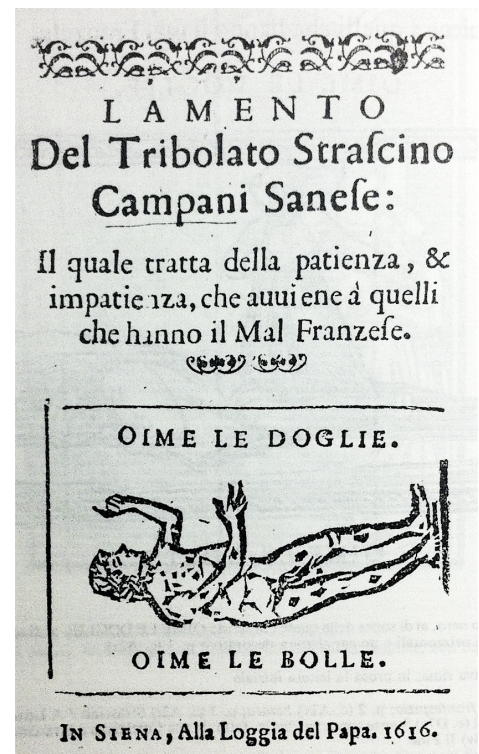 LAMENTO
Del Tribolato Straſcino
Campani Saneſe:
Il quale tratta della patienza, &
impatienza, che auuiene à quelli
che hanno il Mal Franzeſe.
OIME LE DOGLIE.
OIME LE BOLLE.
IN SIENA, Alla Loggia del Papa. 1616.